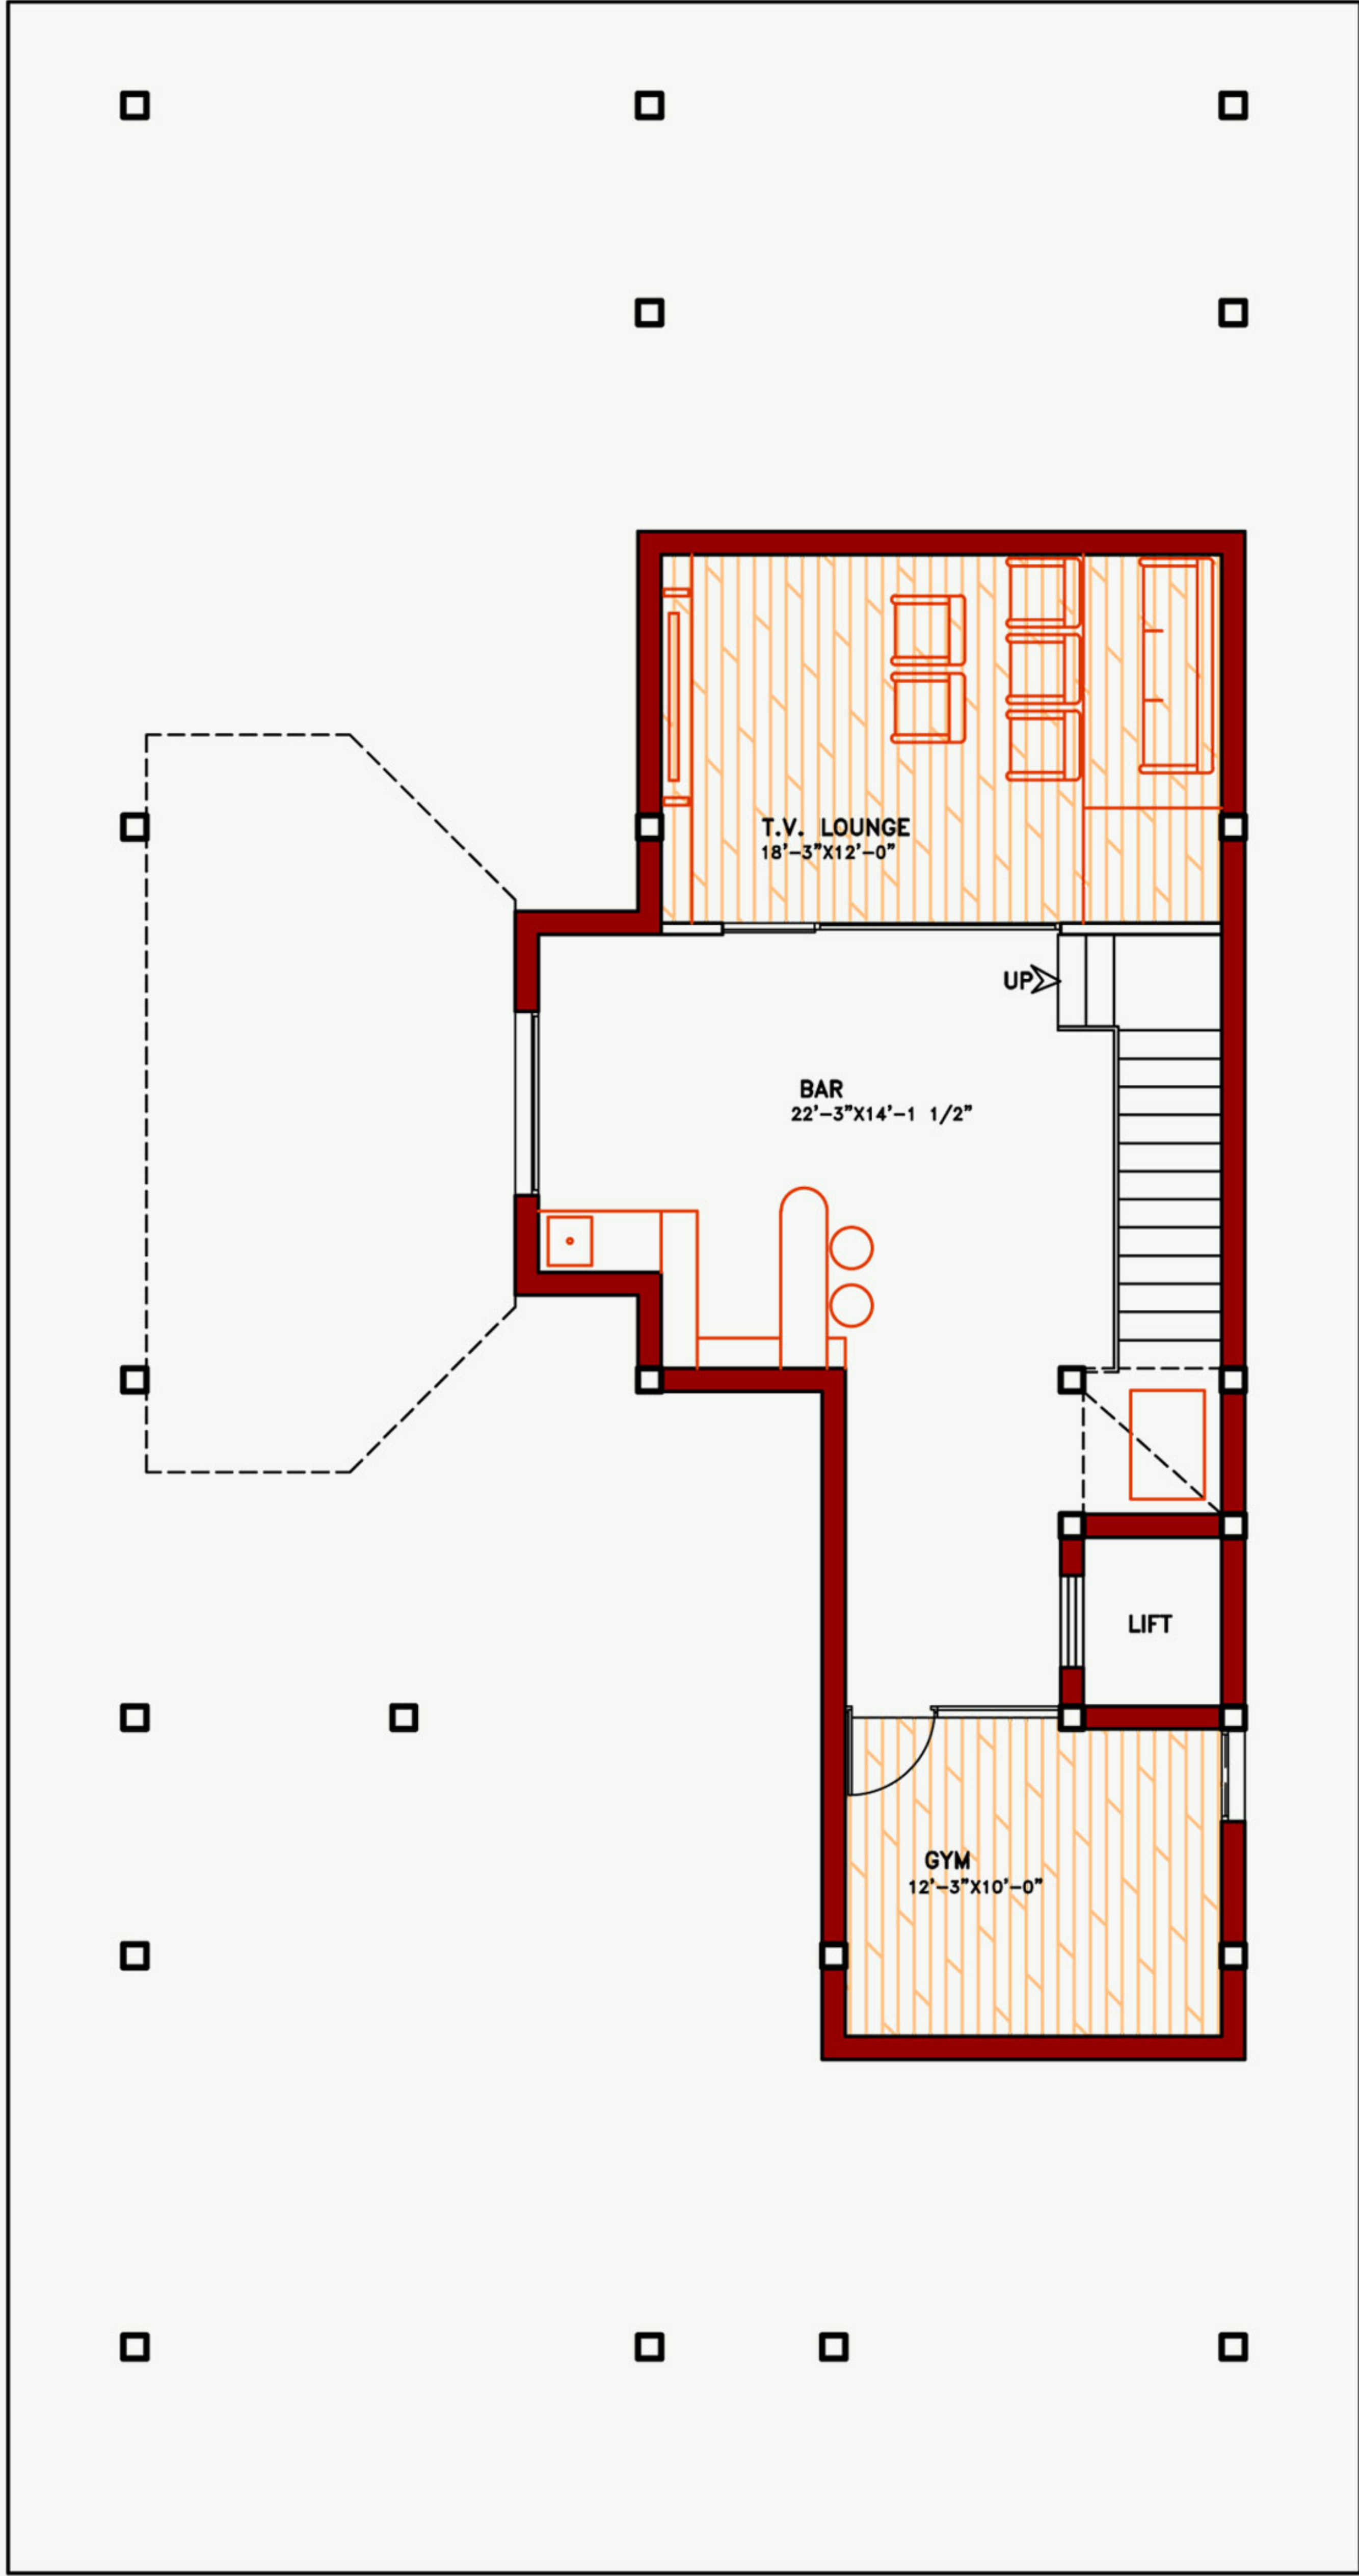 T.V. LOUNGE
18'-3"X12'-0"
UP
BAR
22'-3"X14'-1 1/2"
LIFT
GYM
12'-3"X10'-0"